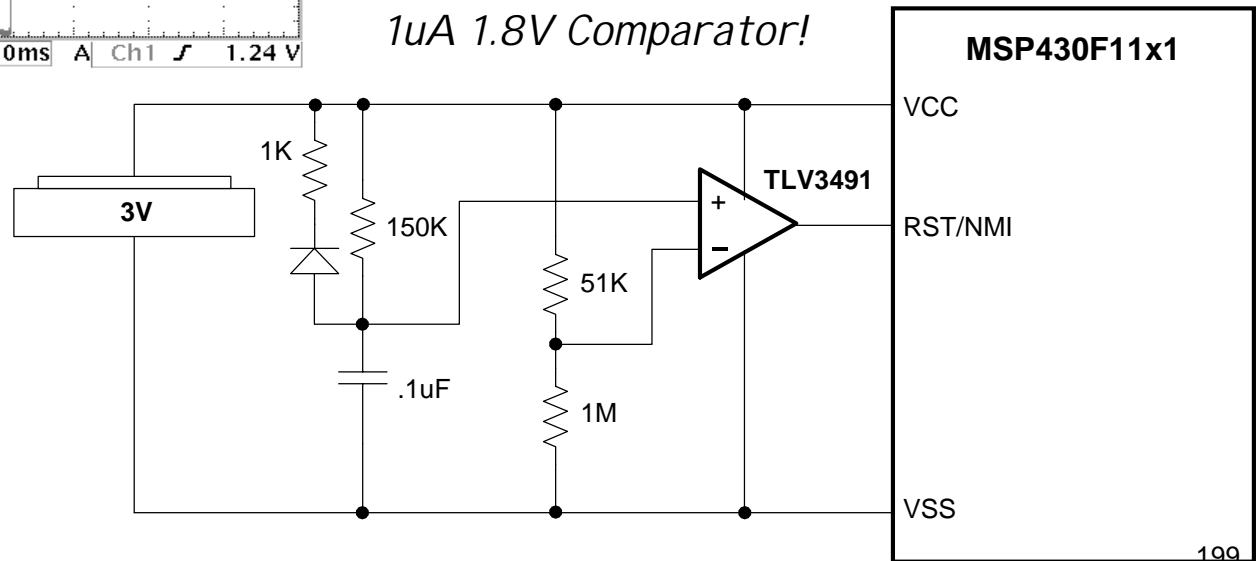 0ms A Ch1 1.24 V
1uA 1.8V Comparator!
MSP430F11x1
VCC
1K
TLV3491
3V
150K
+
RST/NMI
−
51K
.1uF
1M
VSS
199